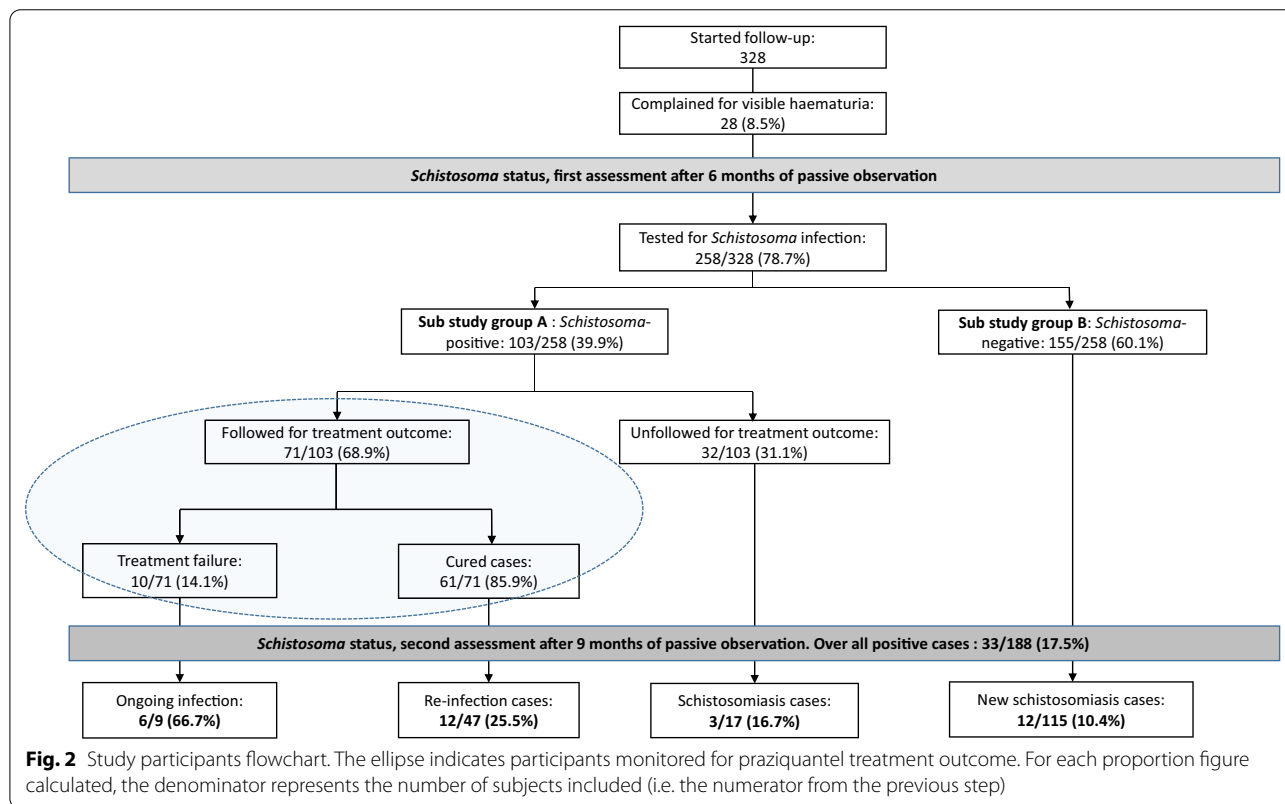 Started follow-up:
328
Complained for visible haematuria:
28 (8.5%)
Schistosoma status, first assessment after 6 months of passive observation
Tested for Schistosoma infection:
258/328 (78.7%)
Sub study group A : Schistosoma-
positive: 103/258 (39.9%)
Sub study group B: Schistosoma-
negative: 155/258 (60.1%)
Followed for treatment outcome:
71/103 (68.9%)
Unfollowed for treatment outcome:
32/103 (31.1%)
Treatment failure:
10/71 (14.1%)
Cured cases:
61/71 (85.9%)
Schistosoma status, second assessment after 9 months of passive observation. Over all positive cases : 33/188 (17.5%)
Ongoing infection:
6/9 (66.7%)
Re-infection cases:
12/47 (25.5%)
Schistosomiasis cases:
3/17 (16.7%)
New schistosomiasis cases:
12/115 (10.4%)
Fig. 2 Study participants flowchart. The ellipse indicates participants monitored for praziquantel treatment outcome. For each proportion figure
calculated, the denominator represents the number of subjects included (i.e. the numerator from the previous step)